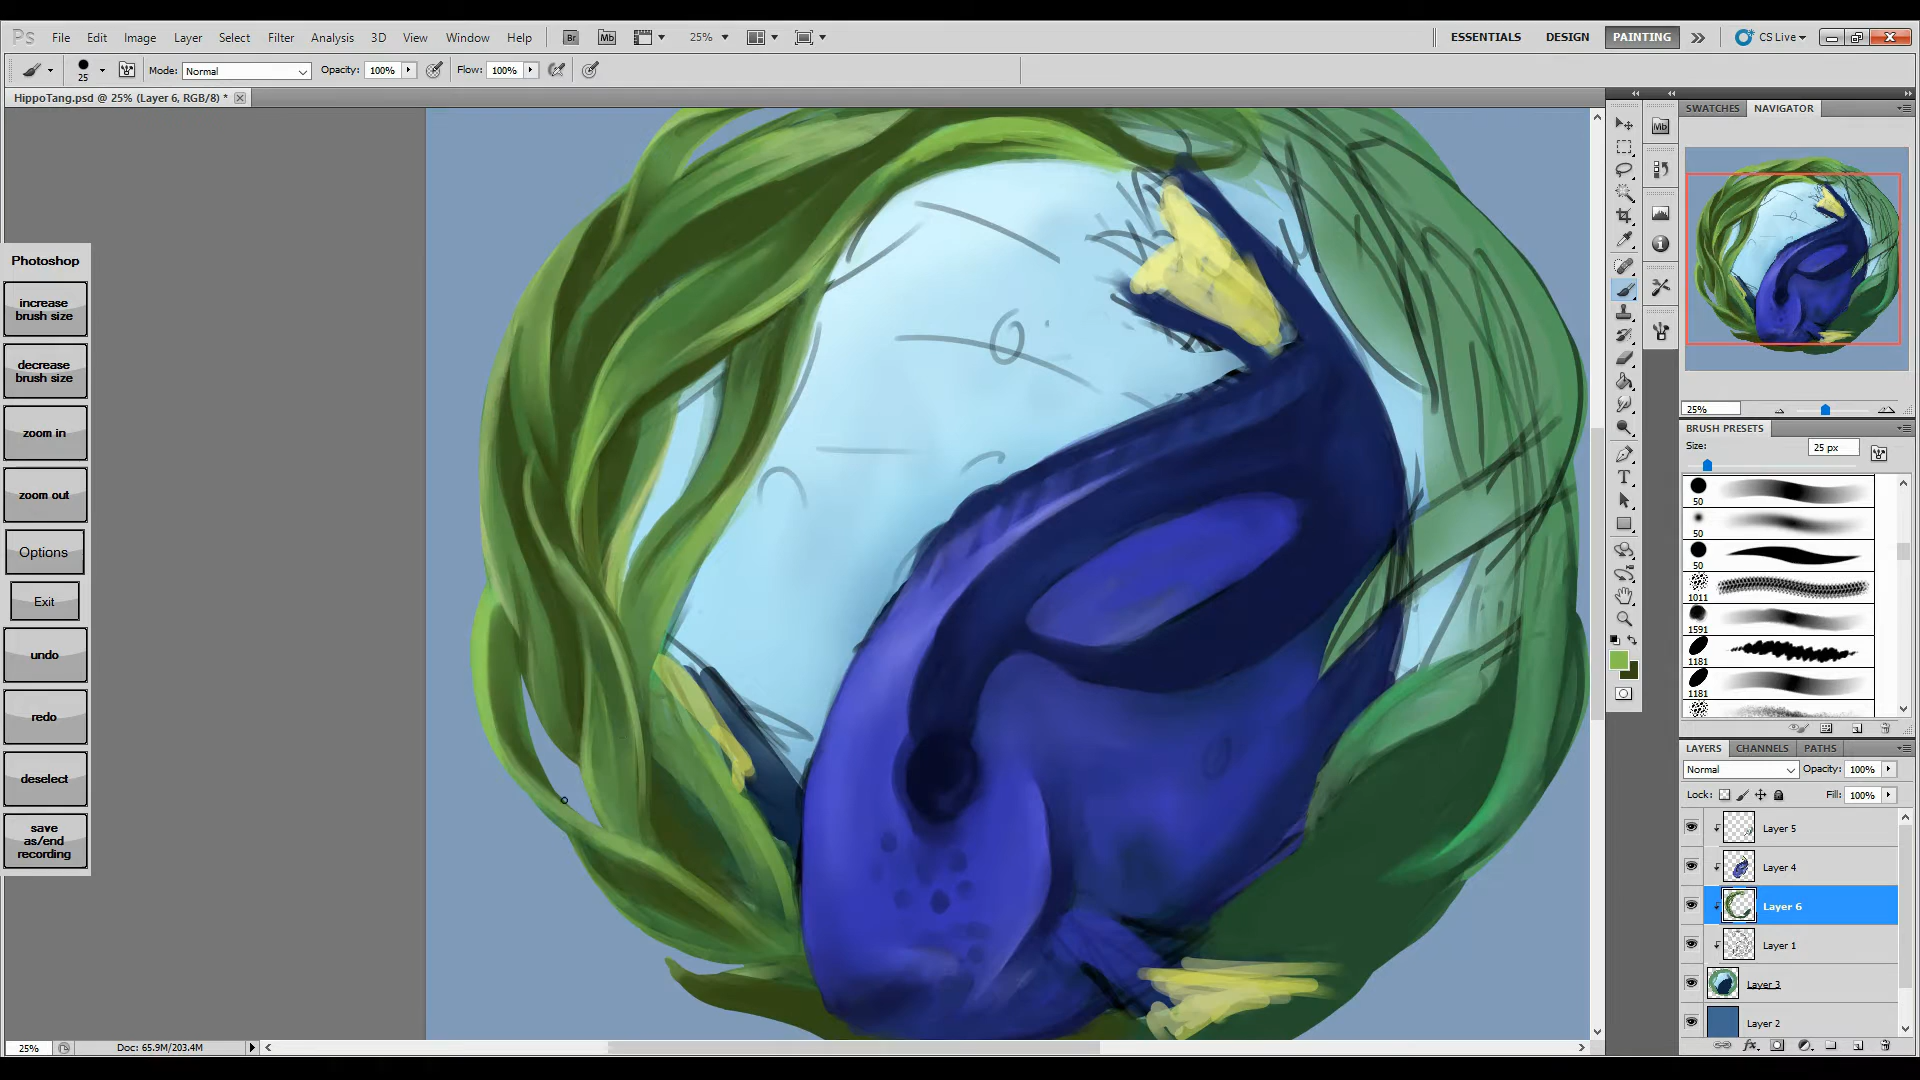 Ps File Edit Image Layer Select Filter Analysis 3D View Window Help Br Mb 25% ESSENTIALS DESIGN PAINTING CS Live
25 Mode: Normal Opacity: 100% Flow: 100%
HippoTang.psd @ 25% (Layer 6, RGB/8) *
SWATCHES NAVIGATOR
Mb
Photoshop
increase
brush size
decrease
brush size
zoom in
zoom out
Options
Exit
undo
redo
deselect
save
as/end
recording
25%
BRUSH PRESETS
Size: 25 px
50
50
50
1011
1591
1181
1181
LAYERS CHANNELS PATHS
Normal Opacity: 100%
Lock: Fill: 100%
Layer 5
Layer 4
Layer 6
Layer 1
Layer 3
Layer 2
25% Doc: 65.9M/203.4M